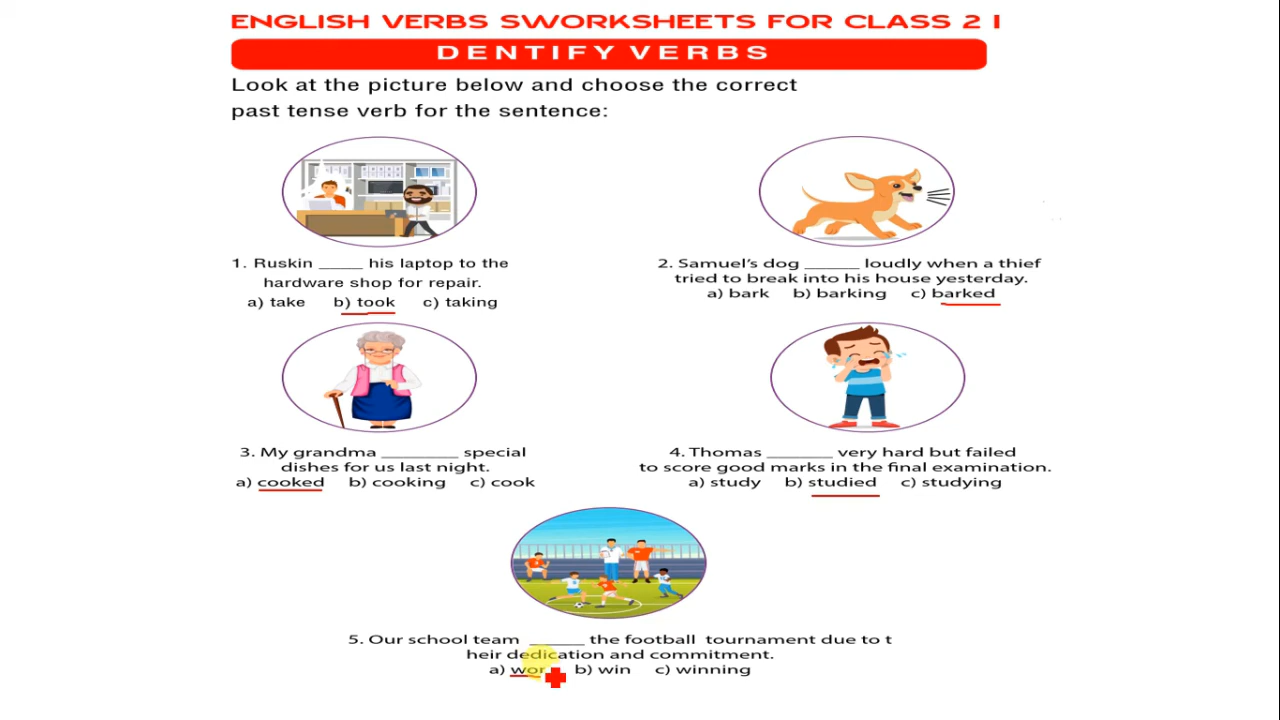 ENGLISH VERBS SWORKSHEETS FOR CLASS 2 I
DENTIFY VERBS
Look at the picture below and choose the correct
past tense verb for the sentence:
1. Ruskin _____ his laptop to the
hardware shop for repair.
a) take b) took c) taking
2. Samuel's dog ______ loudly when a thief
tried to break into his house yesterday.
a) bark b) barking c) barked
3. My grandma ________ special
dishes for us last night.
a) cooked b) cooking c) cook
4. Thomas _______ very hard but failed
to score good marks in the final examination.
a) study b) studied c) studying
5. Our school team ______ the football tournament due to t
heir dedication and commitment.
a) won b) win c) winning